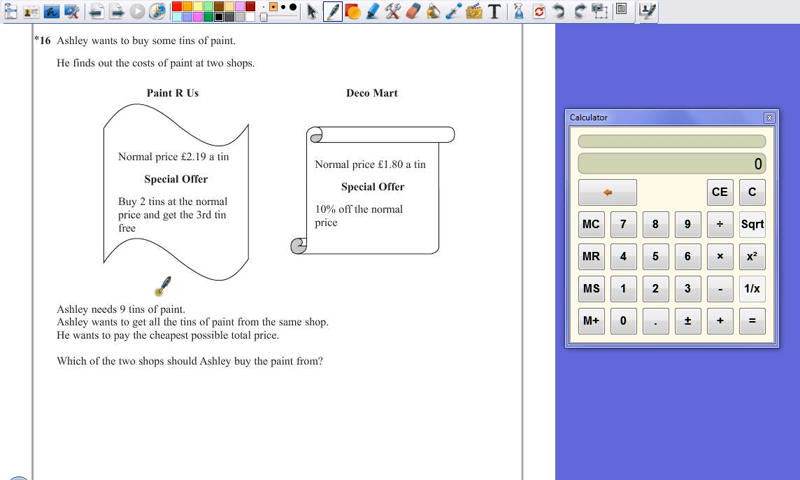 *16 Ashley wants to buy some tins of paint.
He finds out the costs of paint at two shops.
Paint R Us
Normal price £2.19 a tin
Special Offer
Buy 2 tins at the normal
price and get the 3rd tin
free
Deco Mart
Normal price £1.80 a tin
Special Offer
10% off the normal
price
Ashley needs 9 tins of paint.
Ashley wants to get all the tins of paint from the same shop.
He wants to pay the cheapest possible total price.
Which of the two shops should Ashley buy the paint from?
Calculator
0
CE C
MC 7 8 9 ÷ Sqrt
MR 4 5 6 × x²
MS 1 2 3 - 1/x
M+ 0 . ± + =